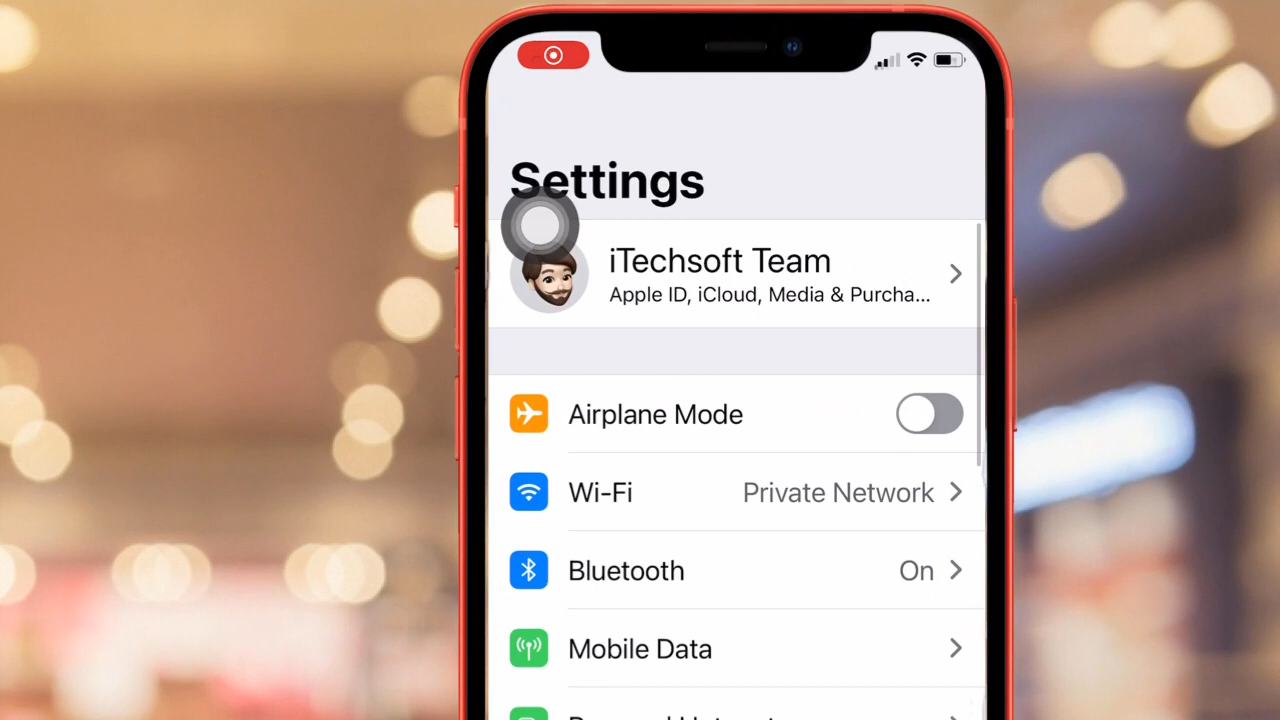 Settings
iTechsoft Team
Apple ID, iCloud, Media & Purcha...
Airplane Mode
Wi-Fi Private Network
Bluetooth On
Mobile Data